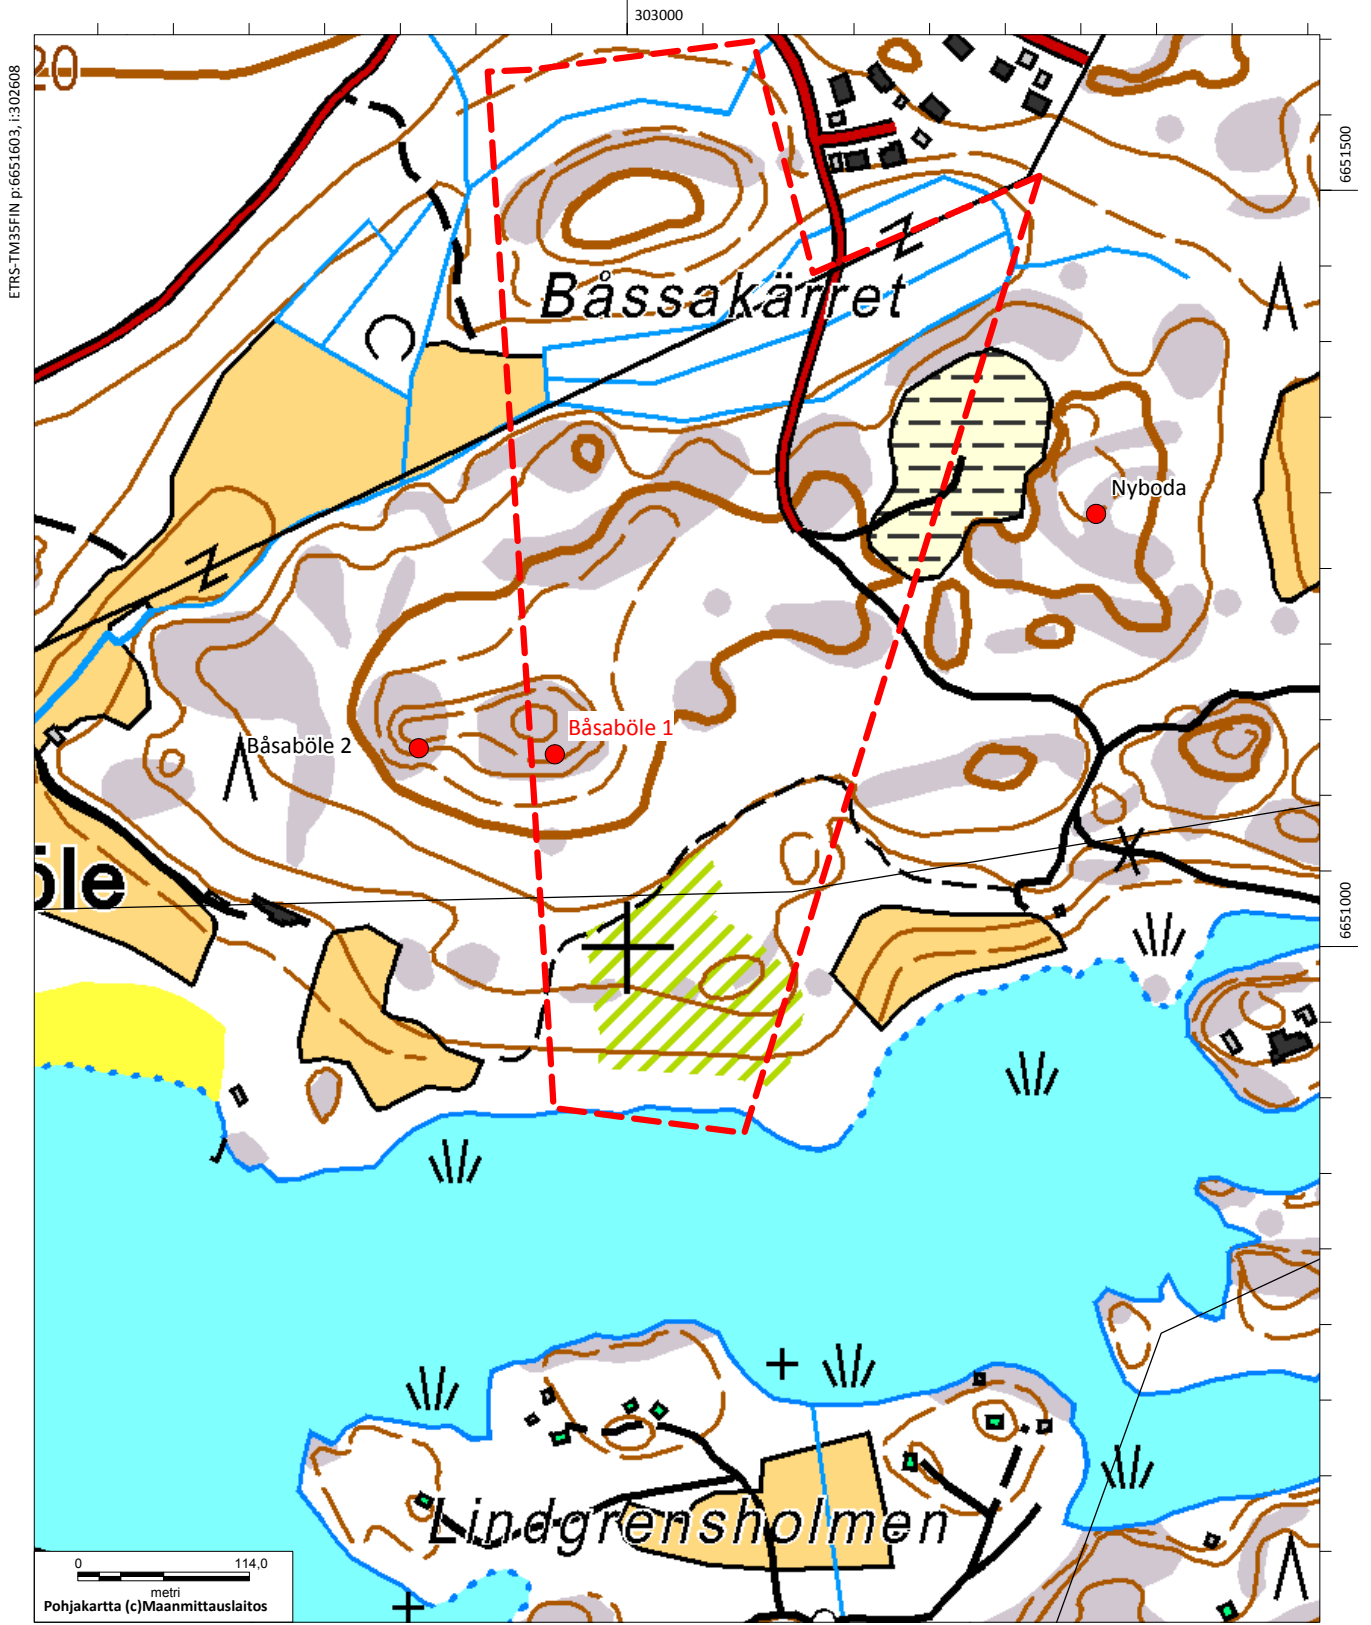 303000
ETRS-TM35FIN p:6651603, i:302608
20
6651500
Båssakärret
Nyboda
Båsaböle 1
Båsaböle 2
öle
6651000
Lindgrensholmen
0 114,0
metri
Pohjakartta (c)Maanmittauslaitos